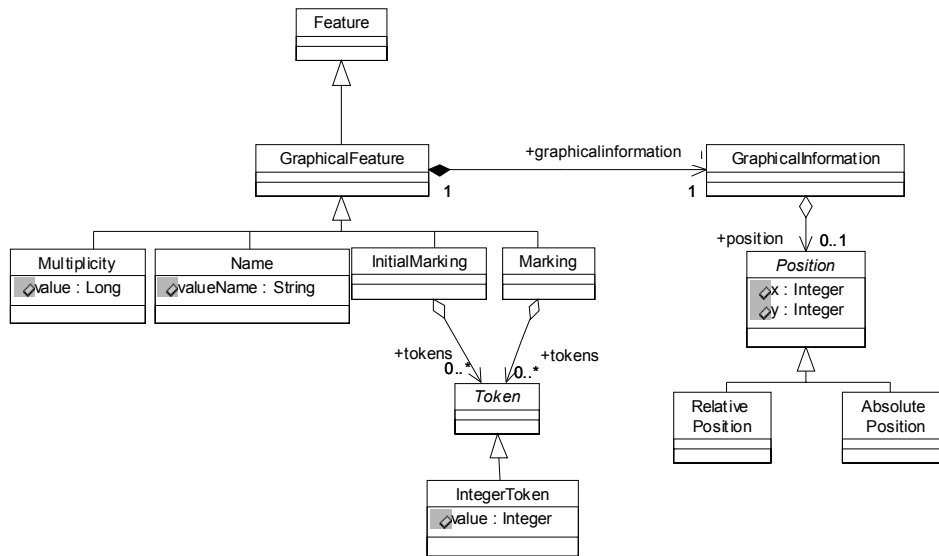 Feature
GraphicalFeature
+graphicalinformation
GraphicalInformation
1
1
+position
0..1
Multiplicity
value : Long
Name
valueName : String
InitialMarking
Marking
Position
x : Integer
y : Integer
+tokens
0..*
+tokens
0..*
Token
Relative
Position
Absolute
Position
IntegerToken
value : Integer